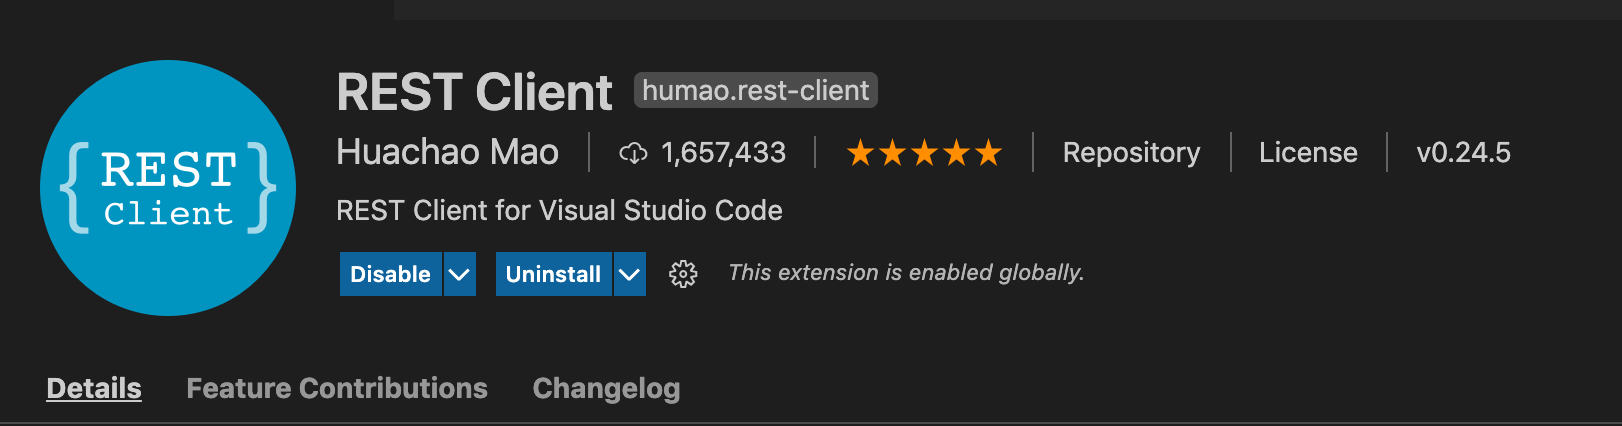 { REST
Client }
REST Client humao.rest-client
Huachao Mao 1,657,433 ★★★★★ Repository License v0.24.5
REST Client for Visual Studio Code
Disable Uninstall This extension is enabled globally.
Details Feature Contributions Changelog